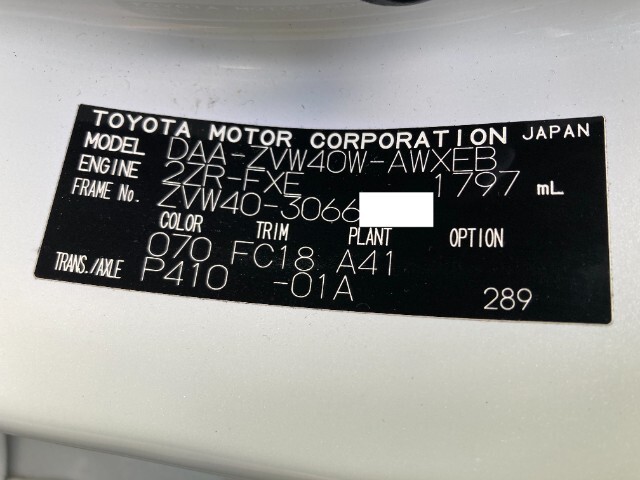 TOYOTA MOTOR CORPORATION JAPAN
MODEL DAA-ZVW40W-AWXEB
ENGINE 2ZR-FXE 1797 mL
FRAME No. ZVW40-3066
COLOR TRIM PLANT OPTION
070 FC18 A41
TRANS./AXLE P410 -01A 289